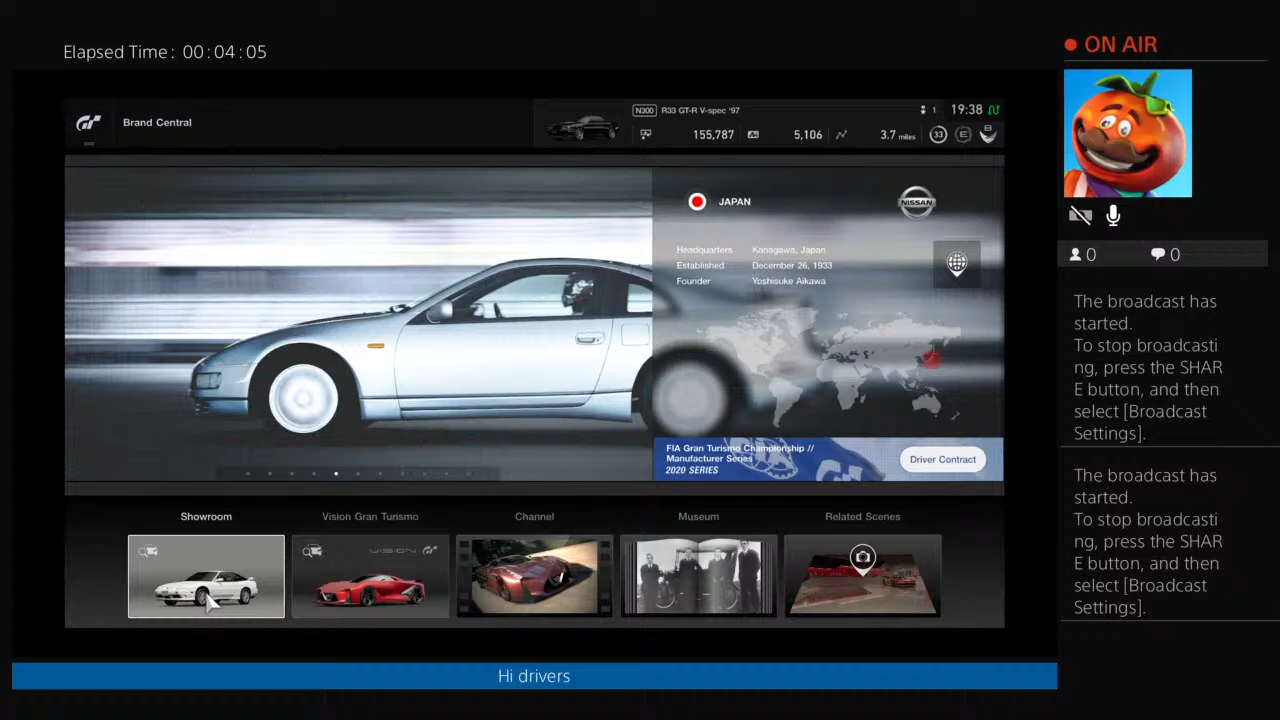 Elapsed Time: 00:04:05
ON AIR
Brand Central
N300 R33 GT-R V-spec '97
1 19:38
155,787 5,106 3.7 miles 33 E
JAPAN
NISSAN
Headquarters Kanagawa, Japan
Established December 26, 1933
Founder Yoshisuke Aikawa
FIA Gran Turismo Championship //
Manufacturer Series
2020 SERIES
Driver Contract
Showroom Vision Gran Turismo Channel Museum Related Scenes
VISION GT
Hi drivers
0 0
The broadcast has
started.
To stop broadcasti
ng, press the SHAR
E button, and then
select [Broadcast
Settings].
The broadcast has
started.
To stop broadcasti
ng, press the SHAR
E button, and then
select [Broadcast
Settings].